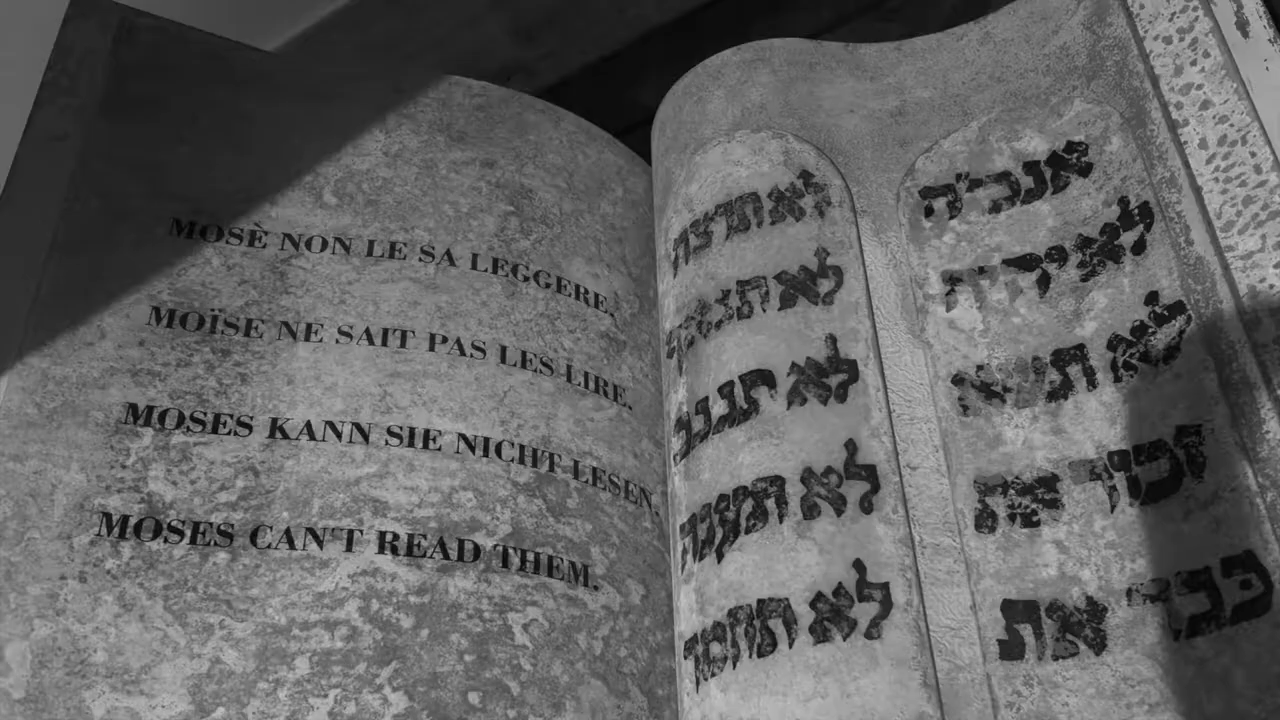 MOSÈ NON LE SA LEGGERE.
MOÏSE NE SAIT PAS LES LIRE.
MOSES KANN SIE NICHT LESEN.
MOSES CAN'T READ THEM.
אנכי ה
לא יהיה
לא תשא
זכור את
כבד את
לא תרצח
לא תנאף
לא תגנב
לא תענה
לא תחמד